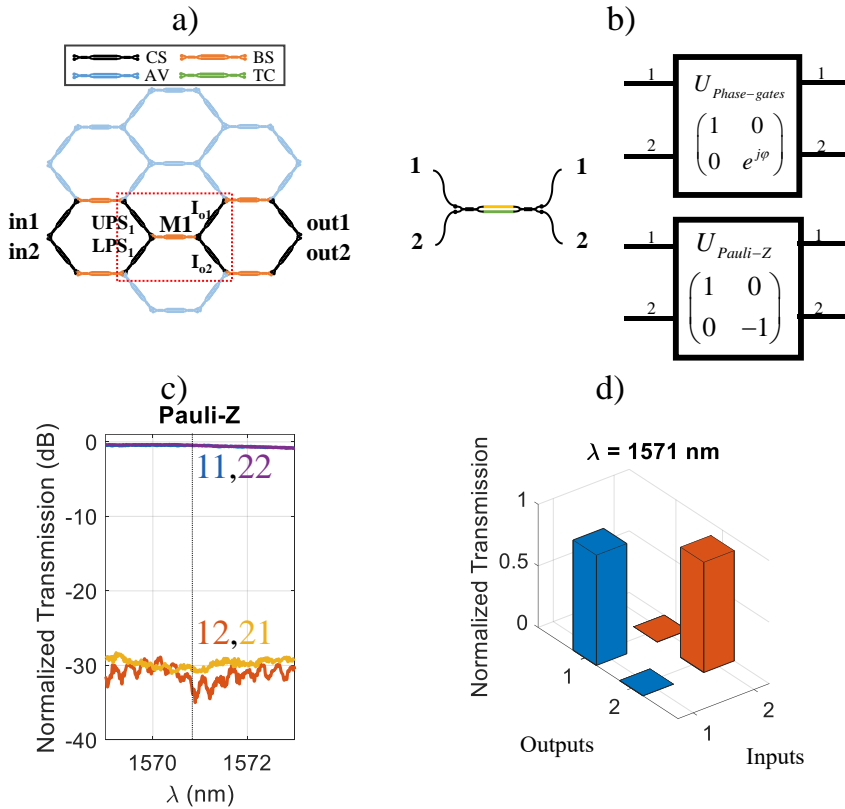 a)
CS BS
AV TC
in1
in2
UPS1
LPS1
M1
Io1
Io2
out1
out2
b)
1 1
2 2
1 1
2 2
U Phase−gates
(1 0
0 e^jφ)
1 1
2 2
U Pauli−Z
(1 0
0 −1)
c)
Pauli-Z
Normalized Transmission (dB)
0
-10
-20
-30
-40
11,22
12,21
1570 1572
λ (nm)
d)
λ = 1571 nm
Normalized Transmission
1
0.5
0
1
2
Outputs
1
2
Inputs